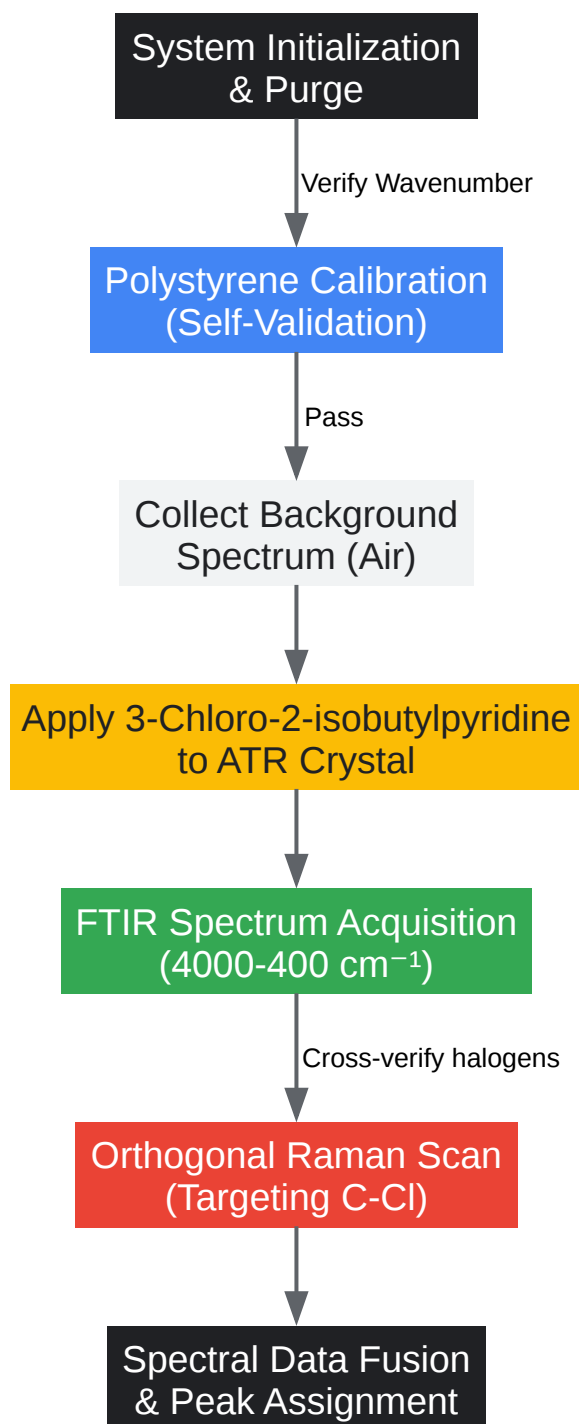 System Initialization
& Purge
Verify Wavenumber
Polystyrene Calibration
(Self-Validation)
Pass
Collect Background
Spectrum (Air)
Apply 3-Chloro-2-isobutylpyridine
to ATR Crystal
FTIR Spectrum Acquisition
(4000-400 cm⁻¹)
Cross-verify halogens
Orthogonal Raman Scan
(Targeting C-Cl)
Spectral Data Fusion
& Peak Assignment